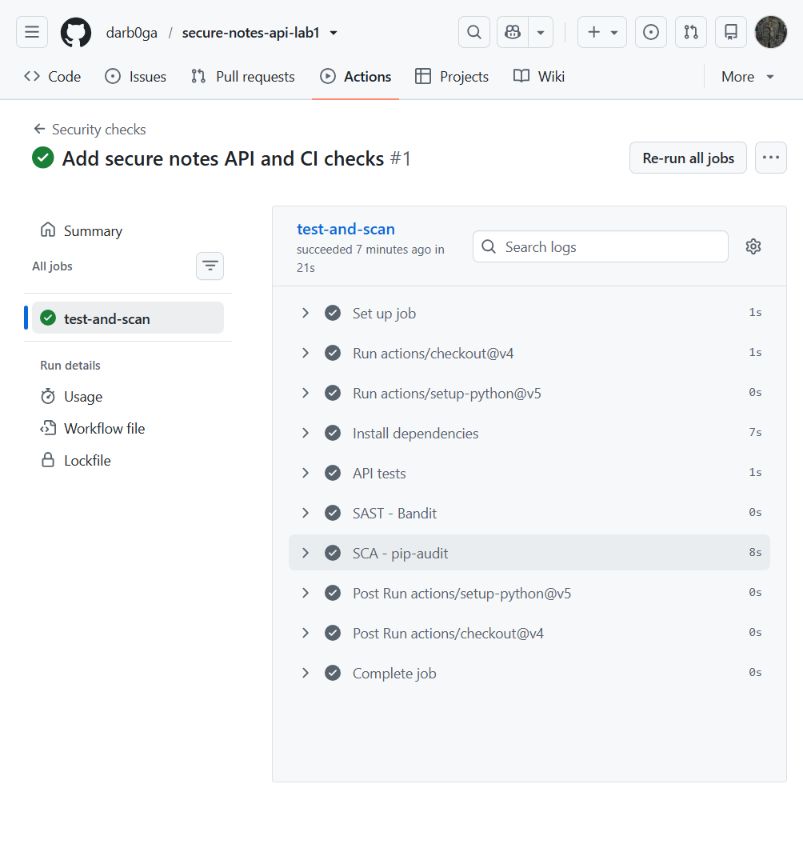 darb0ga / secure-notes-api-lab1
Code Issues Pull requests Actions Projects Wiki More
Security checks
Add secure notes API and CI checks #1
Re-run all jobs
Summary
All jobs
test-and-scan
Run details
Usage
Workflow file
Lockfile
test-and-scan
succeeded 7 minutes ago in
21s
Search logs
Set up job 1s
Run actions/checkout@v4 1s
Run actions/setup-python@v5 0s
Install dependencies 7s
API tests 1s
SAST - Bandit 0s
SCA - pip-audit 8s
Post Run actions/setup-python@v5 0s
Post Run actions/checkout@v4 0s
Complete job 0s